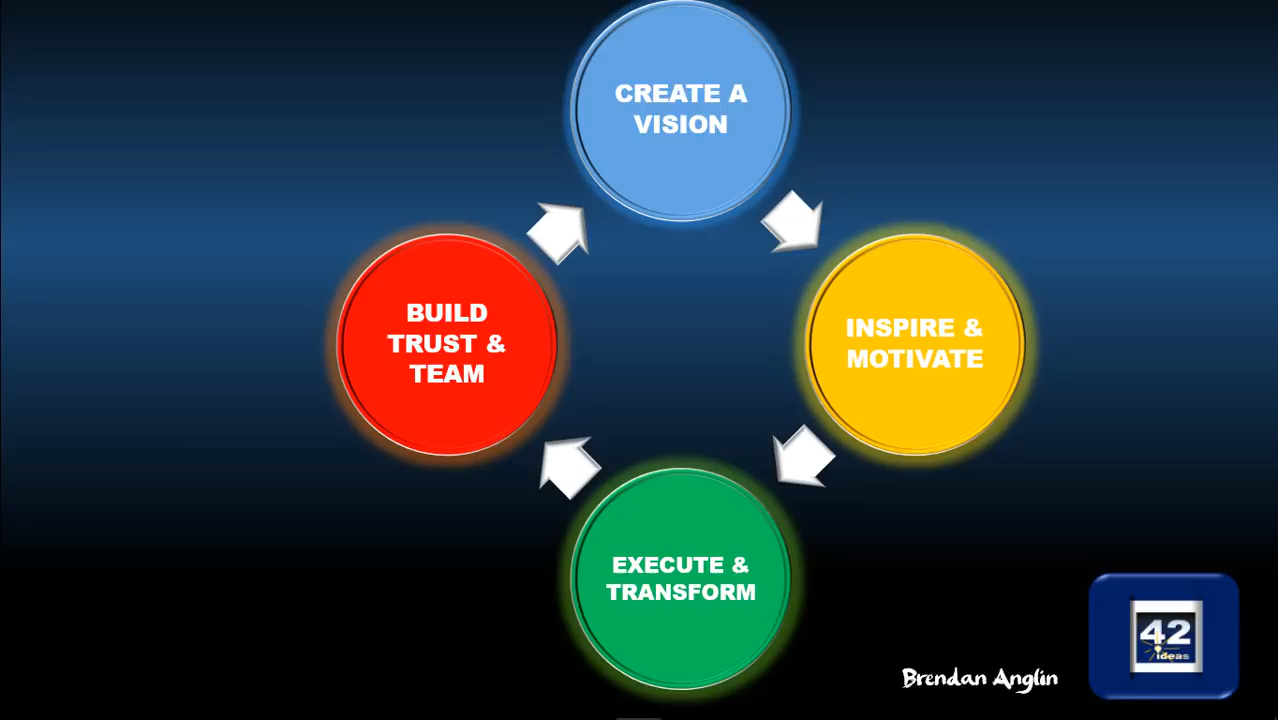 CREATE A
VISION
INSPIRE &
MOTIVATE
EXECUTE &
TRANSFORM
BUILD
TRUST &
TEAM
Brendan Anglin
42
ideas